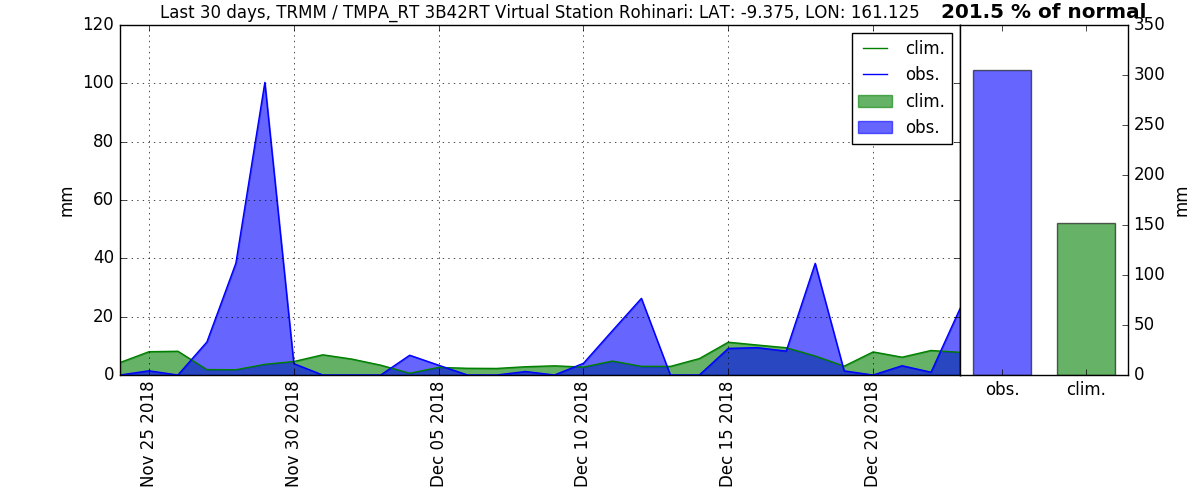 Last 30 days, TRMM / TMPA_RT 3B42RT Virtual Station Rohinari: LAT: -9.375, LON: 161.125
201.5 % of normal
120
100
80
60
40
20
0
mm
clim.
obs.
clim.
obs.
Nov 25 2018
Nov 30 2018
Dec 05 2018
Dec 10 2018
Dec 15 2018
Dec 20 2018
350
300
250
200
150
100
50
0
mm
obs.
clim.